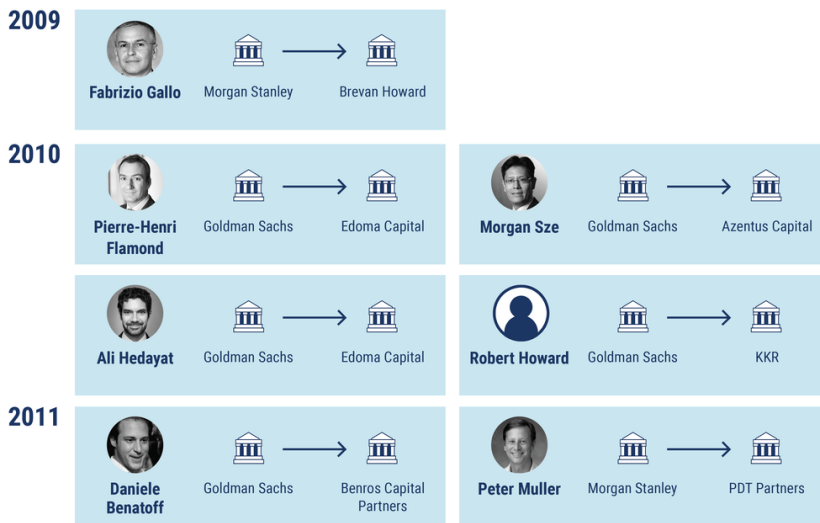 2009
Fabrizio Gallo
Morgan Stanley
Brevan Howard
2010
Pierre-Henri
Flamond
Goldman Sachs
Edoma Capital
Morgan Sze
Goldman Sachs
Azentus Capital
Ali Hedayat
Goldman Sachs
Edoma Capital
Robert Howard
Goldman Sachs
KKR
2011
Daniele
Benatoff
Goldman Sachs
Benros Capital
Partners
Peter Muller
Morgan Stanley
PDT Partners